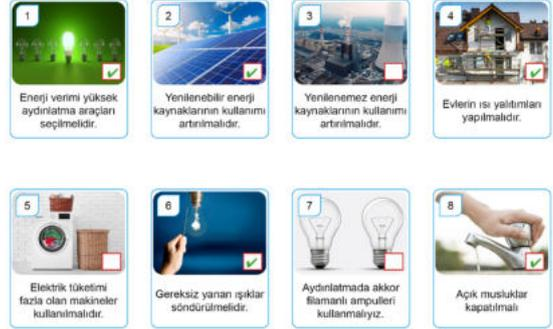 1
Enerji verimi yüksek
aydınlatma araçları
seçilmelidir.
2
Yenilenebilir enerji
kaynaklarının kullanımı
artırılmalıdır.
3
Yenilenemez enerji
kaynaklarının kullanımı
artırılmalıdır.
4
Evlerin ısı yalıtımları
yapılmalıdır.
5
Elektrik tüketimi
fazla olan makineler
kullanılmalıdır.
6
Gereksiz yanan ışıklar
söndürülmelidir.
7
Aydınlatmada akkor
filamanlı ampulleri
kullanmalıyız.
8
Açık musluklar
kapatılmalı